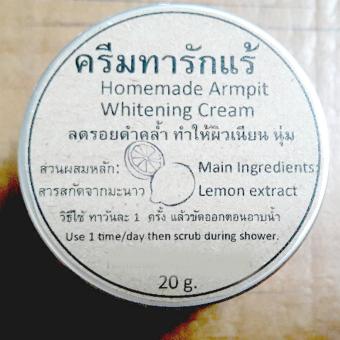 ครีมทารักแร้
Homemade Armpit
Whitening Cream
ลดรอยดำคล้ำ ทำให้ผิวเนียน นุ่ม
ส่วนผสมหลัก: Main Ingredients:
สารสกัดจากมะนาว Lemon extract
วิธีใช้ ทาวันละ 1 ครั้ง แล้วขัดออกตอนอาบน้ำ
Use 1 time/day then scrub during shower.
20 g.